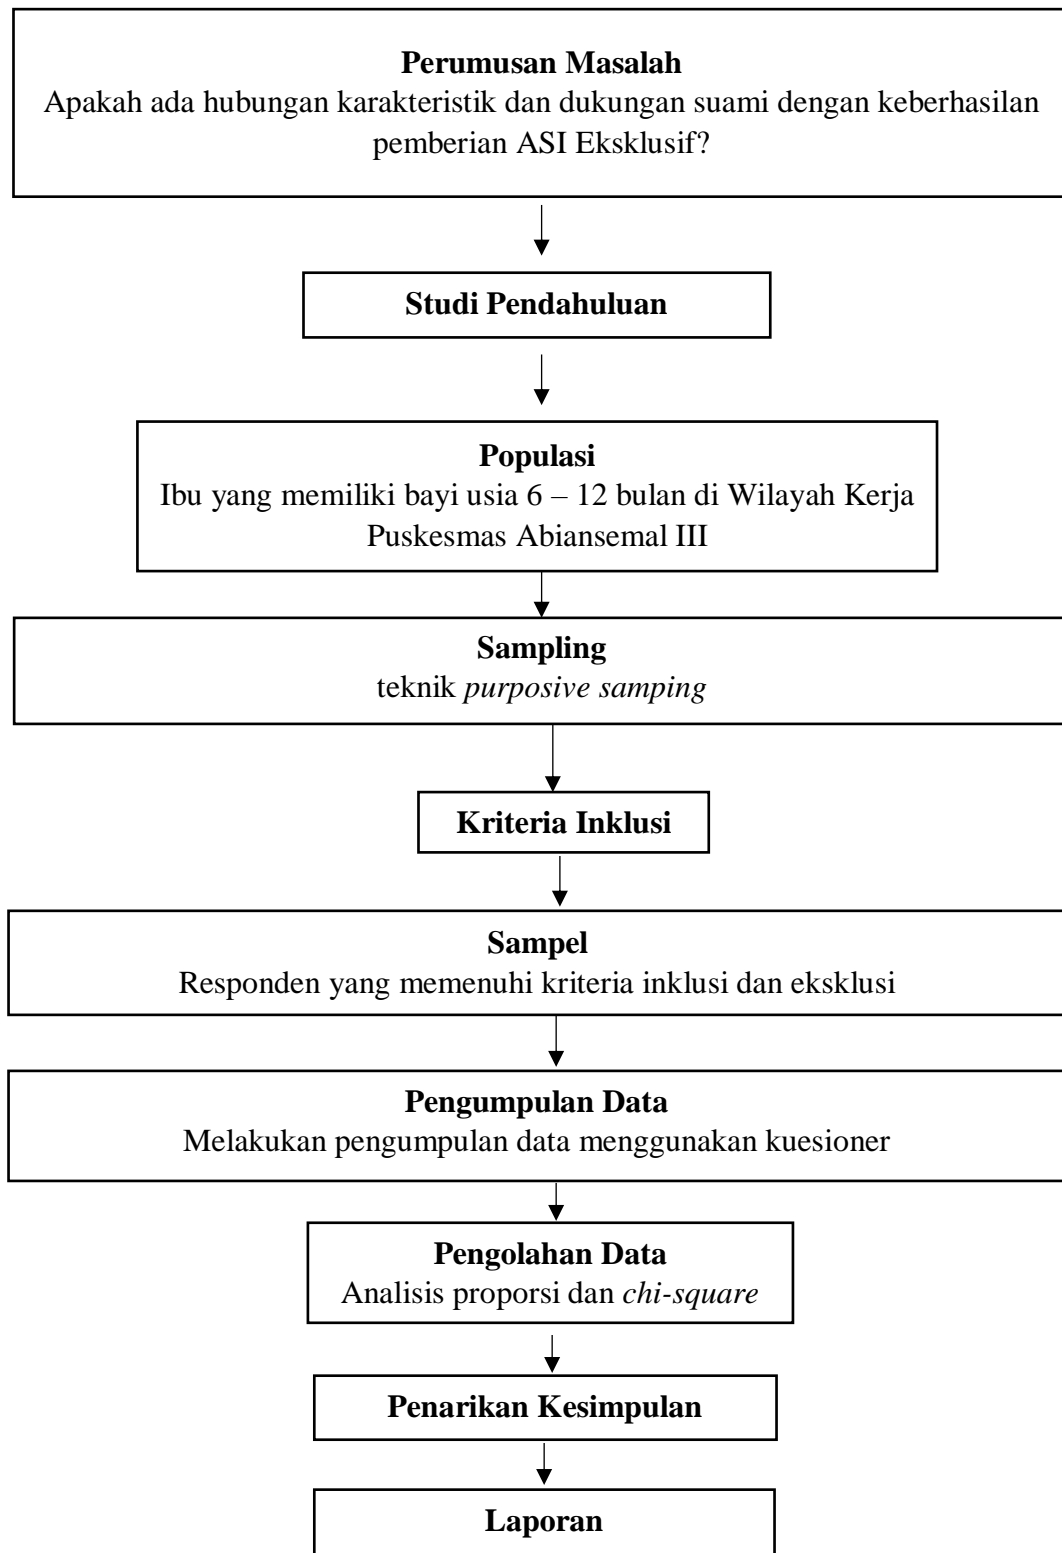 Perumusan Masalah
Apakah ada hubungan karakteristik dan dukungan suami dengan keberhasilan
pemberian ASI Eksklusif?
Studi Pendahuluan
Populasi
Ibu yang memiliki bayi usia 6 – 12 bulan di Wilayah Kerja
Puskesmas Abiansemal III
Sampling
teknik purposive samping
Kriteria Inklusi
Sampel
Responden yang memenuhi kriteria inklusi dan eksklusi
Pengumpulan Data
Melakukan pengumpulan data menggunakan kuesioner
Pengolahan Data
Analisis proporsi dan chi-square
Penarikan Kesimpulan
Laporan